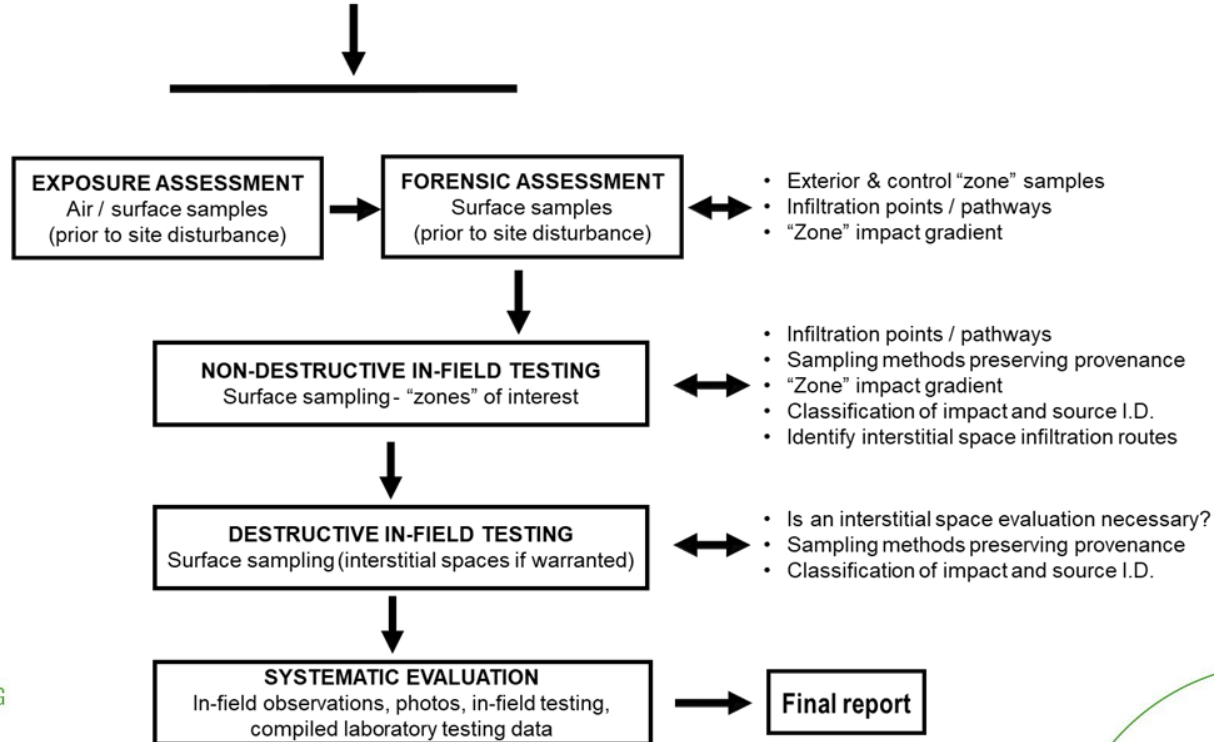 EXPOSURE ASSESSMENT
Air / surface samples
(prior to site disturbance)
FORENSIC ASSESSMENT
Surface samples
(prior to site disturbance)
• Exterior & control “zone” samples
• Infiltration points / pathways
• “Zone” impact gradient
NON-DESTRUCTIVE IN-FIELD TESTING
Surface sampling - “zones” of interest
• Infiltration points / pathways
• Sampling methods preserving provenance
• “Zone” impact gradient
• Classification of impact and source I.D.
• Identify interstitial space infiltration routes
DESTRUCTIVE IN-FIELD TESTING
Surface sampling (interstitial spaces if warranted)
• Is an interstitial space evaluation necessary?
• Sampling methods preserving provenance
• Classification of impact and source I.D.
SYSTEMATIC EVALUATION
In-field observations, photos, in-field testing,
compiled laboratory testing data
Final report
G